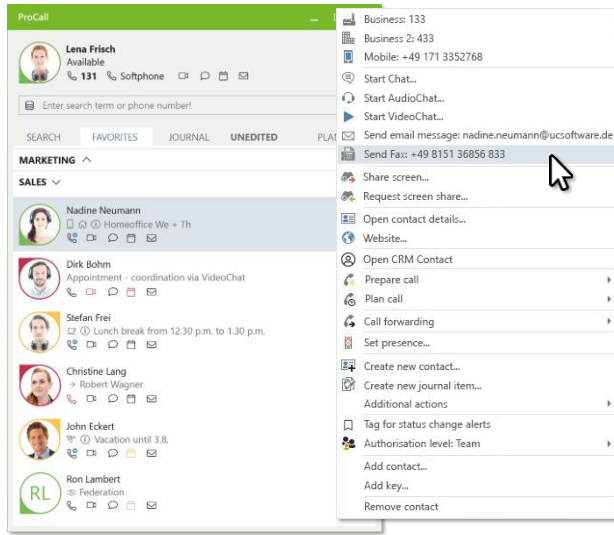 ProCall
Lena Frisch
Available
131 Softphone
Enter search term or phone number!
SEARCH FAVORITES JOURNAL UNEDITED
MARKETING
SALES
Nadine Neumann
Homeoffice We + Th
Dirk Bohm
Appointment - coordination via VideoChat
Stefan Frei
Lunch break from 12.30 p.m. to 1.30 p.m.
Christine Lang
→ Robert Wagner
John Eckert
Vacation until 3.8.
RL
Ron Lambert
Federation
Business: 133
Business 2: 433
Mobile: +49 171 3352768
Start Chat...
Start AudioChat...
Start VideoChat...
Send email message: nadine.neumann@ucsoftware.de
Send Fax: +49 8151 36856 833
Share screen...
Request screen share...
Open contact details...
Website...
Open CRM Contact
Prepare call
Plan call
Call forwarding
Set presence...
Create new contact...
Create new journal item...
Additional actions
Tag for status change alerts
Authorisation level: Team
Add contact...
Add key...
Remove contact